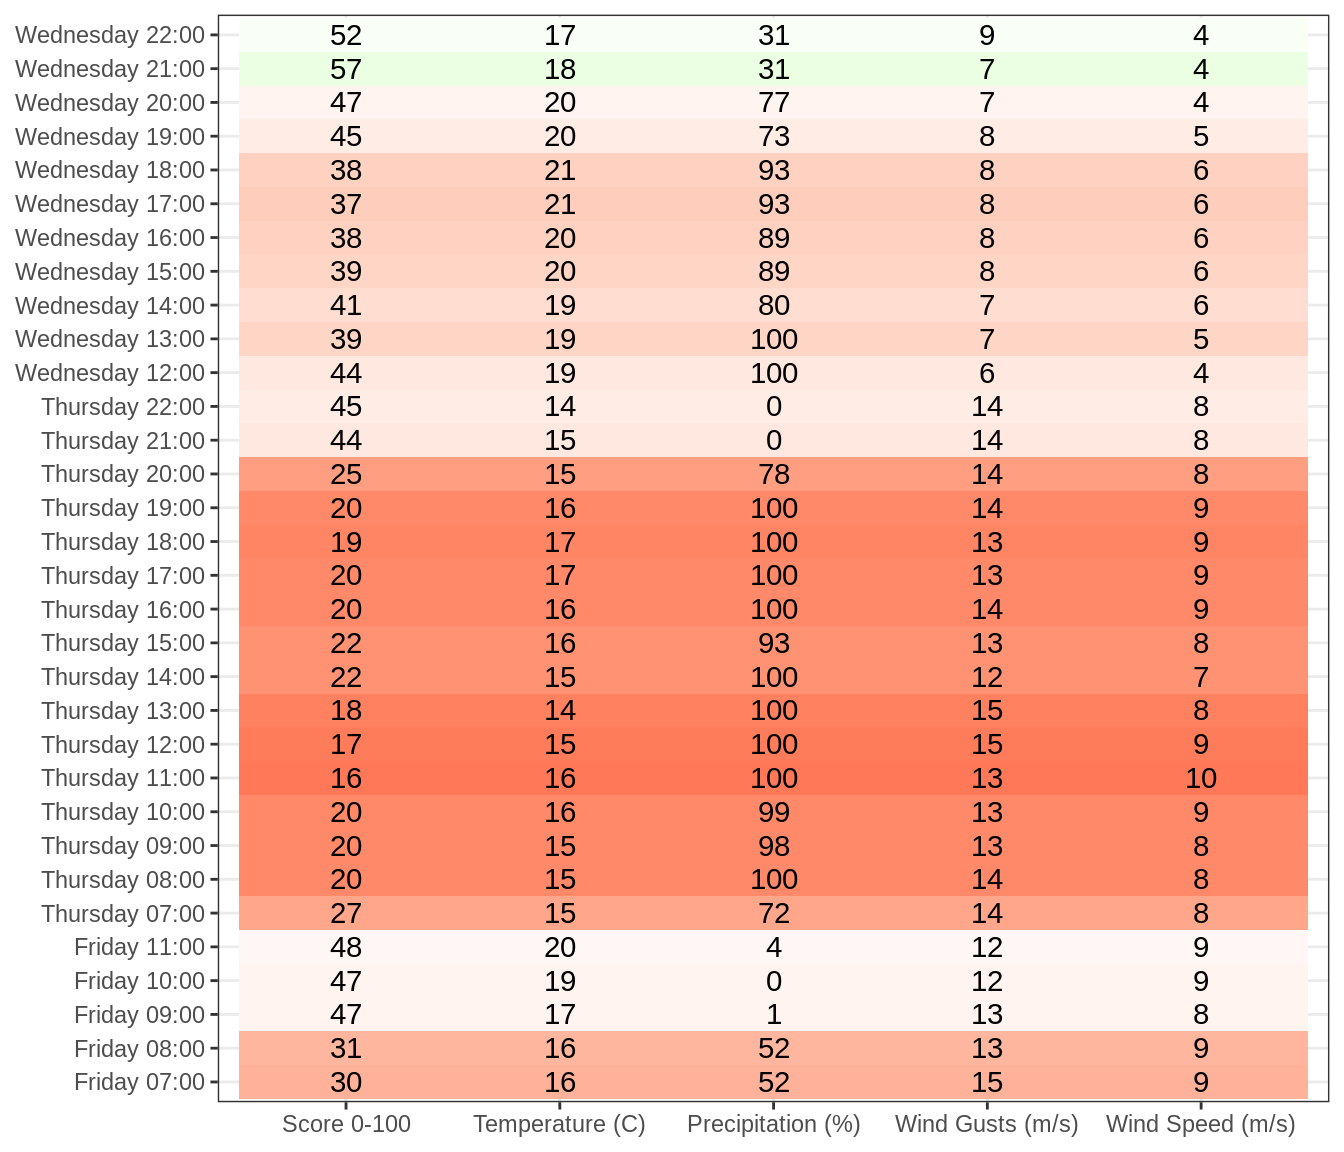 Wednesday 22:00 52 17 31 9 4
Wednesday 21:00 57 18 31 7 4
Wednesday 20:00 47 20 77 7 4
Wednesday 19:00 45 20 73 8 5
Wednesday 18:00 38 21 93 8 6
Wednesday 17:00 37 21 93 8 6
Wednesday 16:00 38 20 89 8 6
Wednesday 15:00 39 20 89 8 6
Wednesday 14:00 41 19 80 7 6
Wednesday 13:00 39 19 100 7 5
Wednesday 12:00 44 19 100 6 4
Thursday 22:00 45 14 0 14 8
Thursday 21:00 44 15 0 14 8
Thursday 20:00 25 15 78 14 8
Thursday 19:00 20 16 100 14 9
Thursday 18:00 19 17 100 13 9
Thursday 17:00 20 17 100 13 9
Thursday 16:00 20 16 100 14 9
Thursday 15:00 22 16 93 13 8
Thursday 14:00 22 15 100 12 7
Thursday 13:00 18 14 100 15 8
Thursday 12:00 17 15 100 15 9
Thursday 11:00 16 16 100 13 10
Thursday 10:00 20 16 99 13 9
Thursday 09:00 20 15 98 13 8
Thursday 08:00 20 15 100 14 8
Thursday 07:00 27 15 72 14 8
Friday 11:00 48 20 4 12 9
Friday 10:00 47 19 0 12 9
Friday 09:00 47 17 1 13 8
Friday 08:00 31 16 52 13 9
Friday 07:00 30 16 52 15 9
Score 0-100 Temperature (C) Precipitation (%) Wind Gusts (m/s) Wind Speed (m/s)